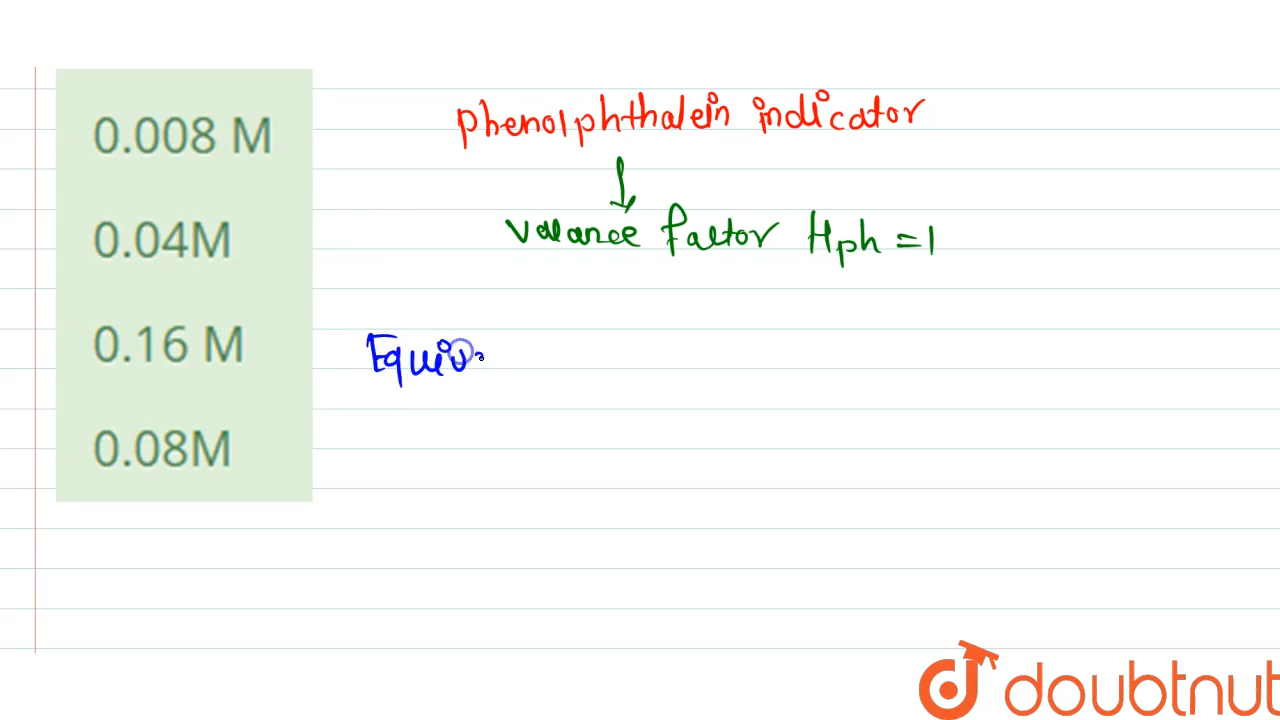 0.008 M
0.04M
0.16 M
0.08M
Phenolphthalein indicator
valance factor Hph = 1
Equiv
doubtnut